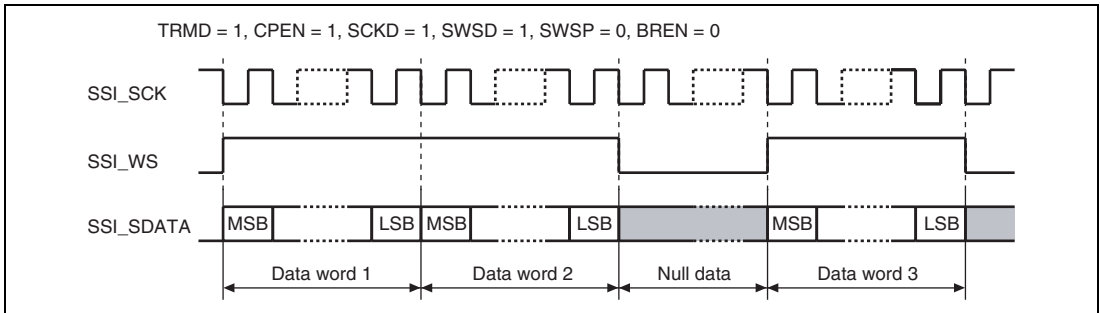 TRMD = 1, CPEN = 1, SCKD = 1, SWSD = 1, SWSP = 0, BREN = 0
SSI_SCK
SSI_WS
SSI_SDATA MSB LSB MSB LSB MSB LSB
Data word 1 Data word 2 Null data Data word 3